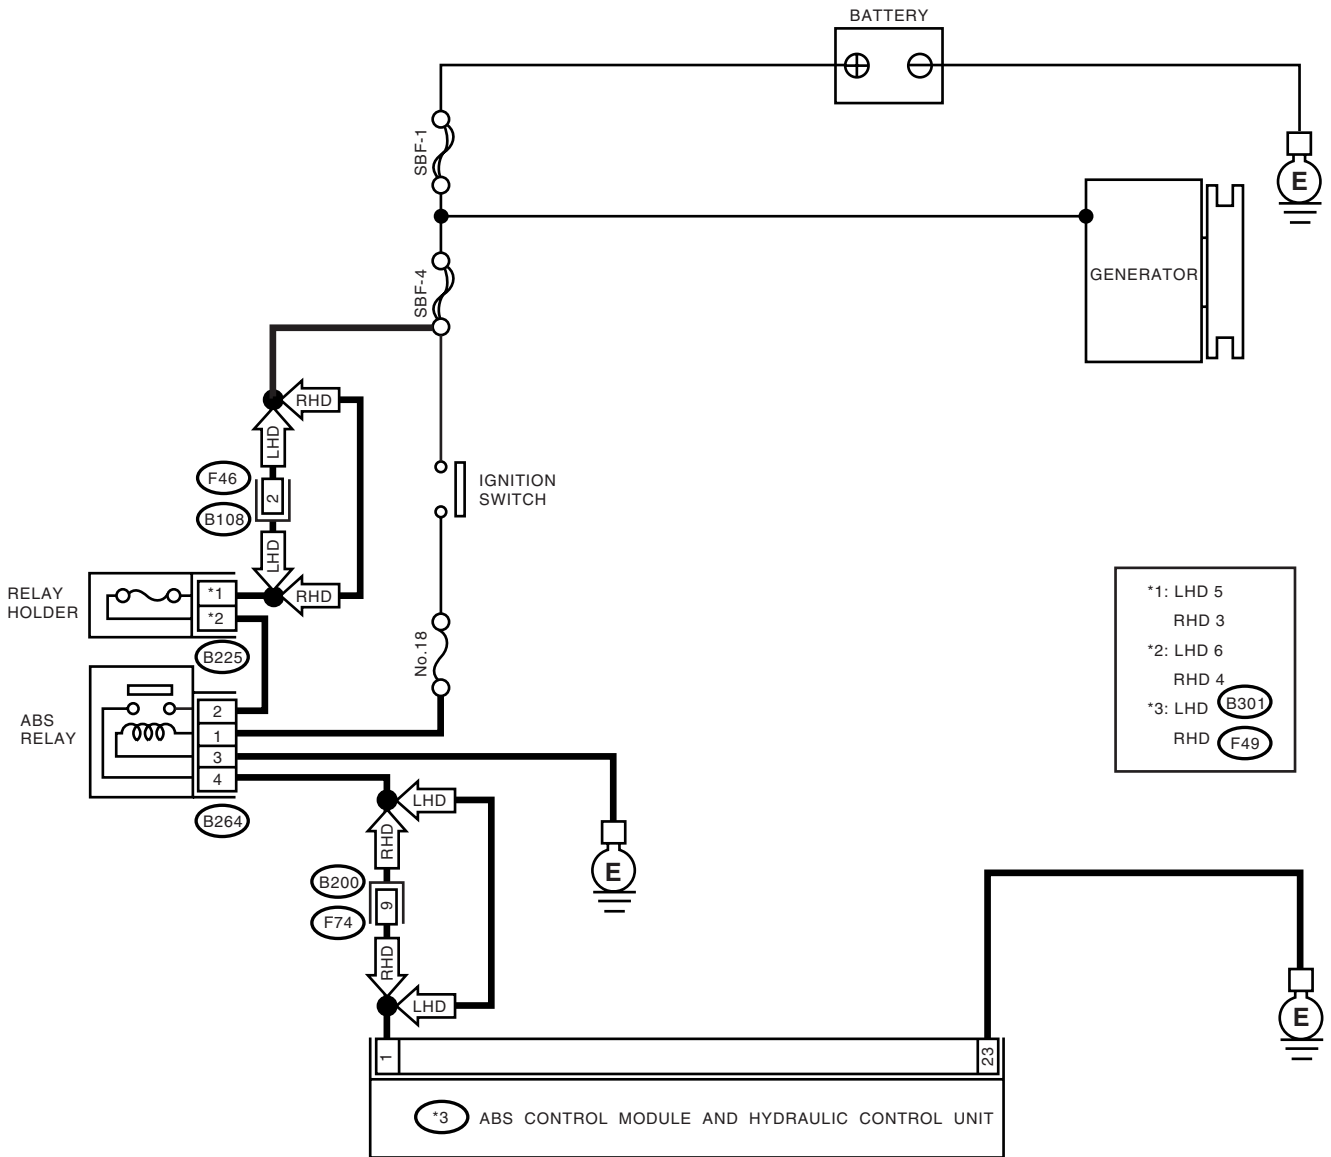 BATTERY
SBF-1
E
GENERATOR
SBF-4
RHD
LHD
F46
2
B108
IGNITION
SWITCH
LHD
RHD
RELAY
HOLDER
*1
*2
B225
No.18
*1: LHD 5
RHD 3
*2: LHD 6
RHD 4
*3: LHD B301
RHD F49
ABS
RELAY
2
1
3
4
B264
LHD
RHD
B200
9
F74
E
RHD
LHD
E
1
23
*3 ABS CONTROL MODULE AND HYDRAULIC CONTROL UNIT